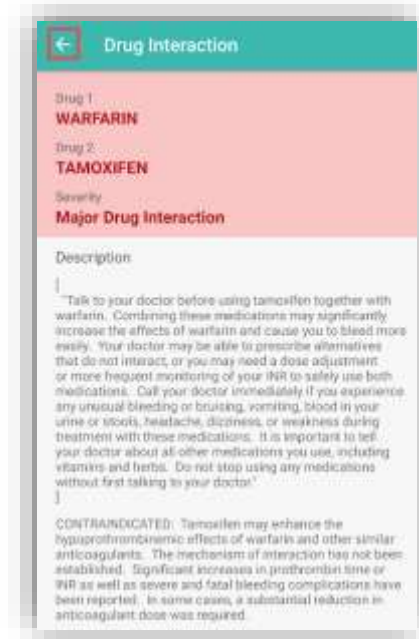 Drug Interaction
Drug 1
WARFARIN
Drug 2
TAMOXIFEN
Severity
Major Drug Interaction
Description
[
"Talk to your doctor before using tamoxifen together with
warfarin. Combining these medications may significantly
increase the effects of warfarin and cause you to bleed more
easily. Your doctor may be able to prescribe alternatives
that do not interact, or you may need a dose adjustment
or more frequent monitoring of your INR to safely use both
medications. Call your doctor immediately if you experience
any unusual bleeding or bruising, vomiting, blood in your
urine or stools, headache, dizziness, or weakness during
treatment with these medications. It is important to tell
your doctor about all other medications you use, including
vitamins and herbs. Do not stop using any medications
without first talking to your doctor."
]
CONTRAINDICATED: Tamoxifen may enhance the
hypoprothrombinemic effects of warfarin and other similar
anticoagulants. The mechanism of interaction has not been
established. Significant increases in prothrombin time or
INR as well as severe and fatal bleeding complications have
been reported. In some cases, a substantial reduction in
anticoagulant dose was required.